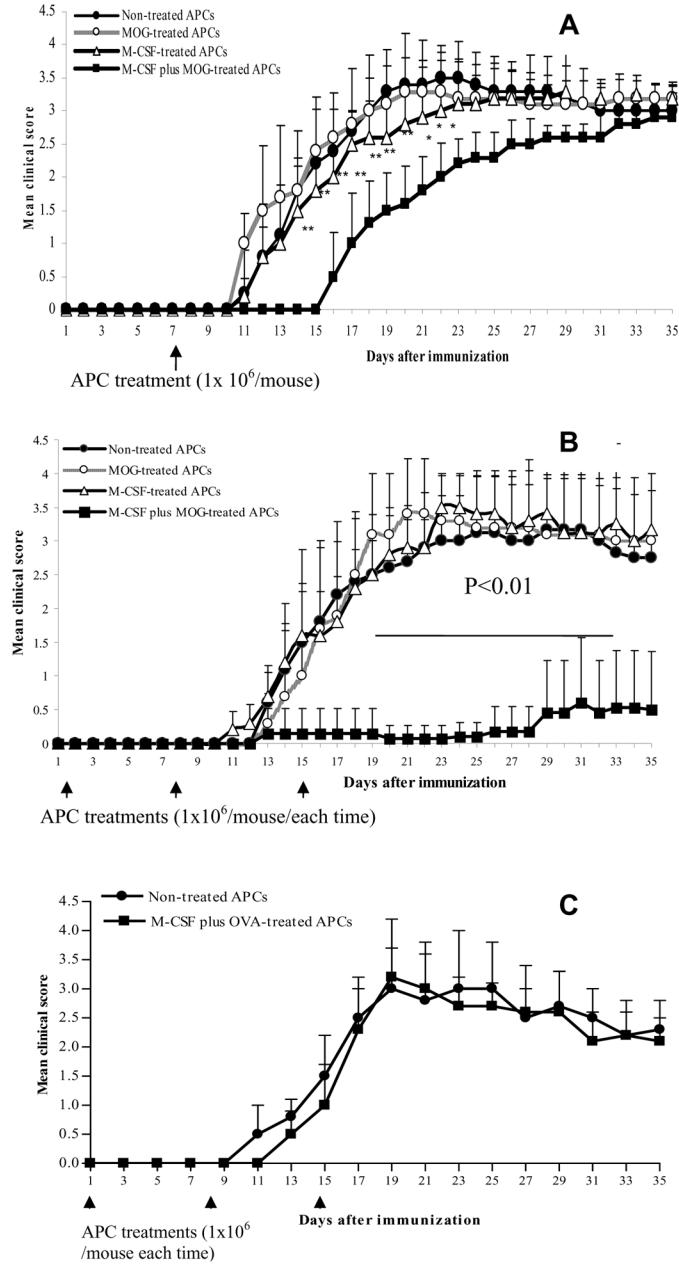 A
Non-treated APCs
MOG-treated APCs
M-CSF-treated APCs
M-CSF plus MOG-treated APCs
Mean clinical score
4.5
4
3.5
3
2.5
2
1.5
1
0.5
0
** ** ** ** ** ** ** * * *
1 3 5 7 9 11 13 15 17 19 21 23 25 27 29 31 33 35
Days after immunization
APC treatment (1x 10⁶/mouse)
B
Non-treated APCs
MOG-treated APCs
M-CSF-treated APCs
M-CSF plus MOG-treated APCs
Mean clinical score
4.5
4
3.5
3
2.5
2
1.5
1
0.5
0
P<0.01
1 3 5 7 9 11 13 15 17 19 21 23 25 27 29 31 33 35
Days after immunization
APC treatments (1x10⁶/mouse/each time)
C
Non-treated APCs
M-CSF plus OVA-treated APCs
Mean clinical score
4.5
4.0
3.5
3.0
2.5
2.0
1.5
1.0
0.5
0.0
1 3 5 7 9 11 13 15 17 19 21 23 25 27 29 31 33 35
Days after immunization
APC treatments (1x10⁶
/mouse each time)